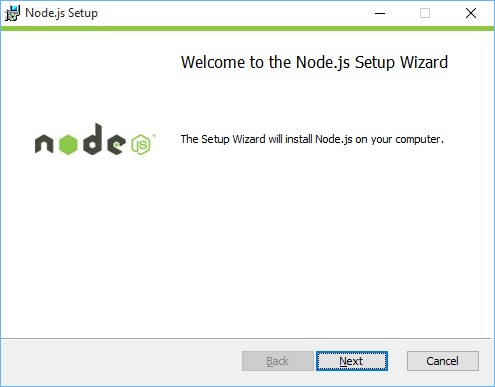 Node.js Setup
Welcome to the Node.js Setup Wizard
node
JS
™
The Setup Wizard will install Node.js on your computer.
Back
Next
Cancel